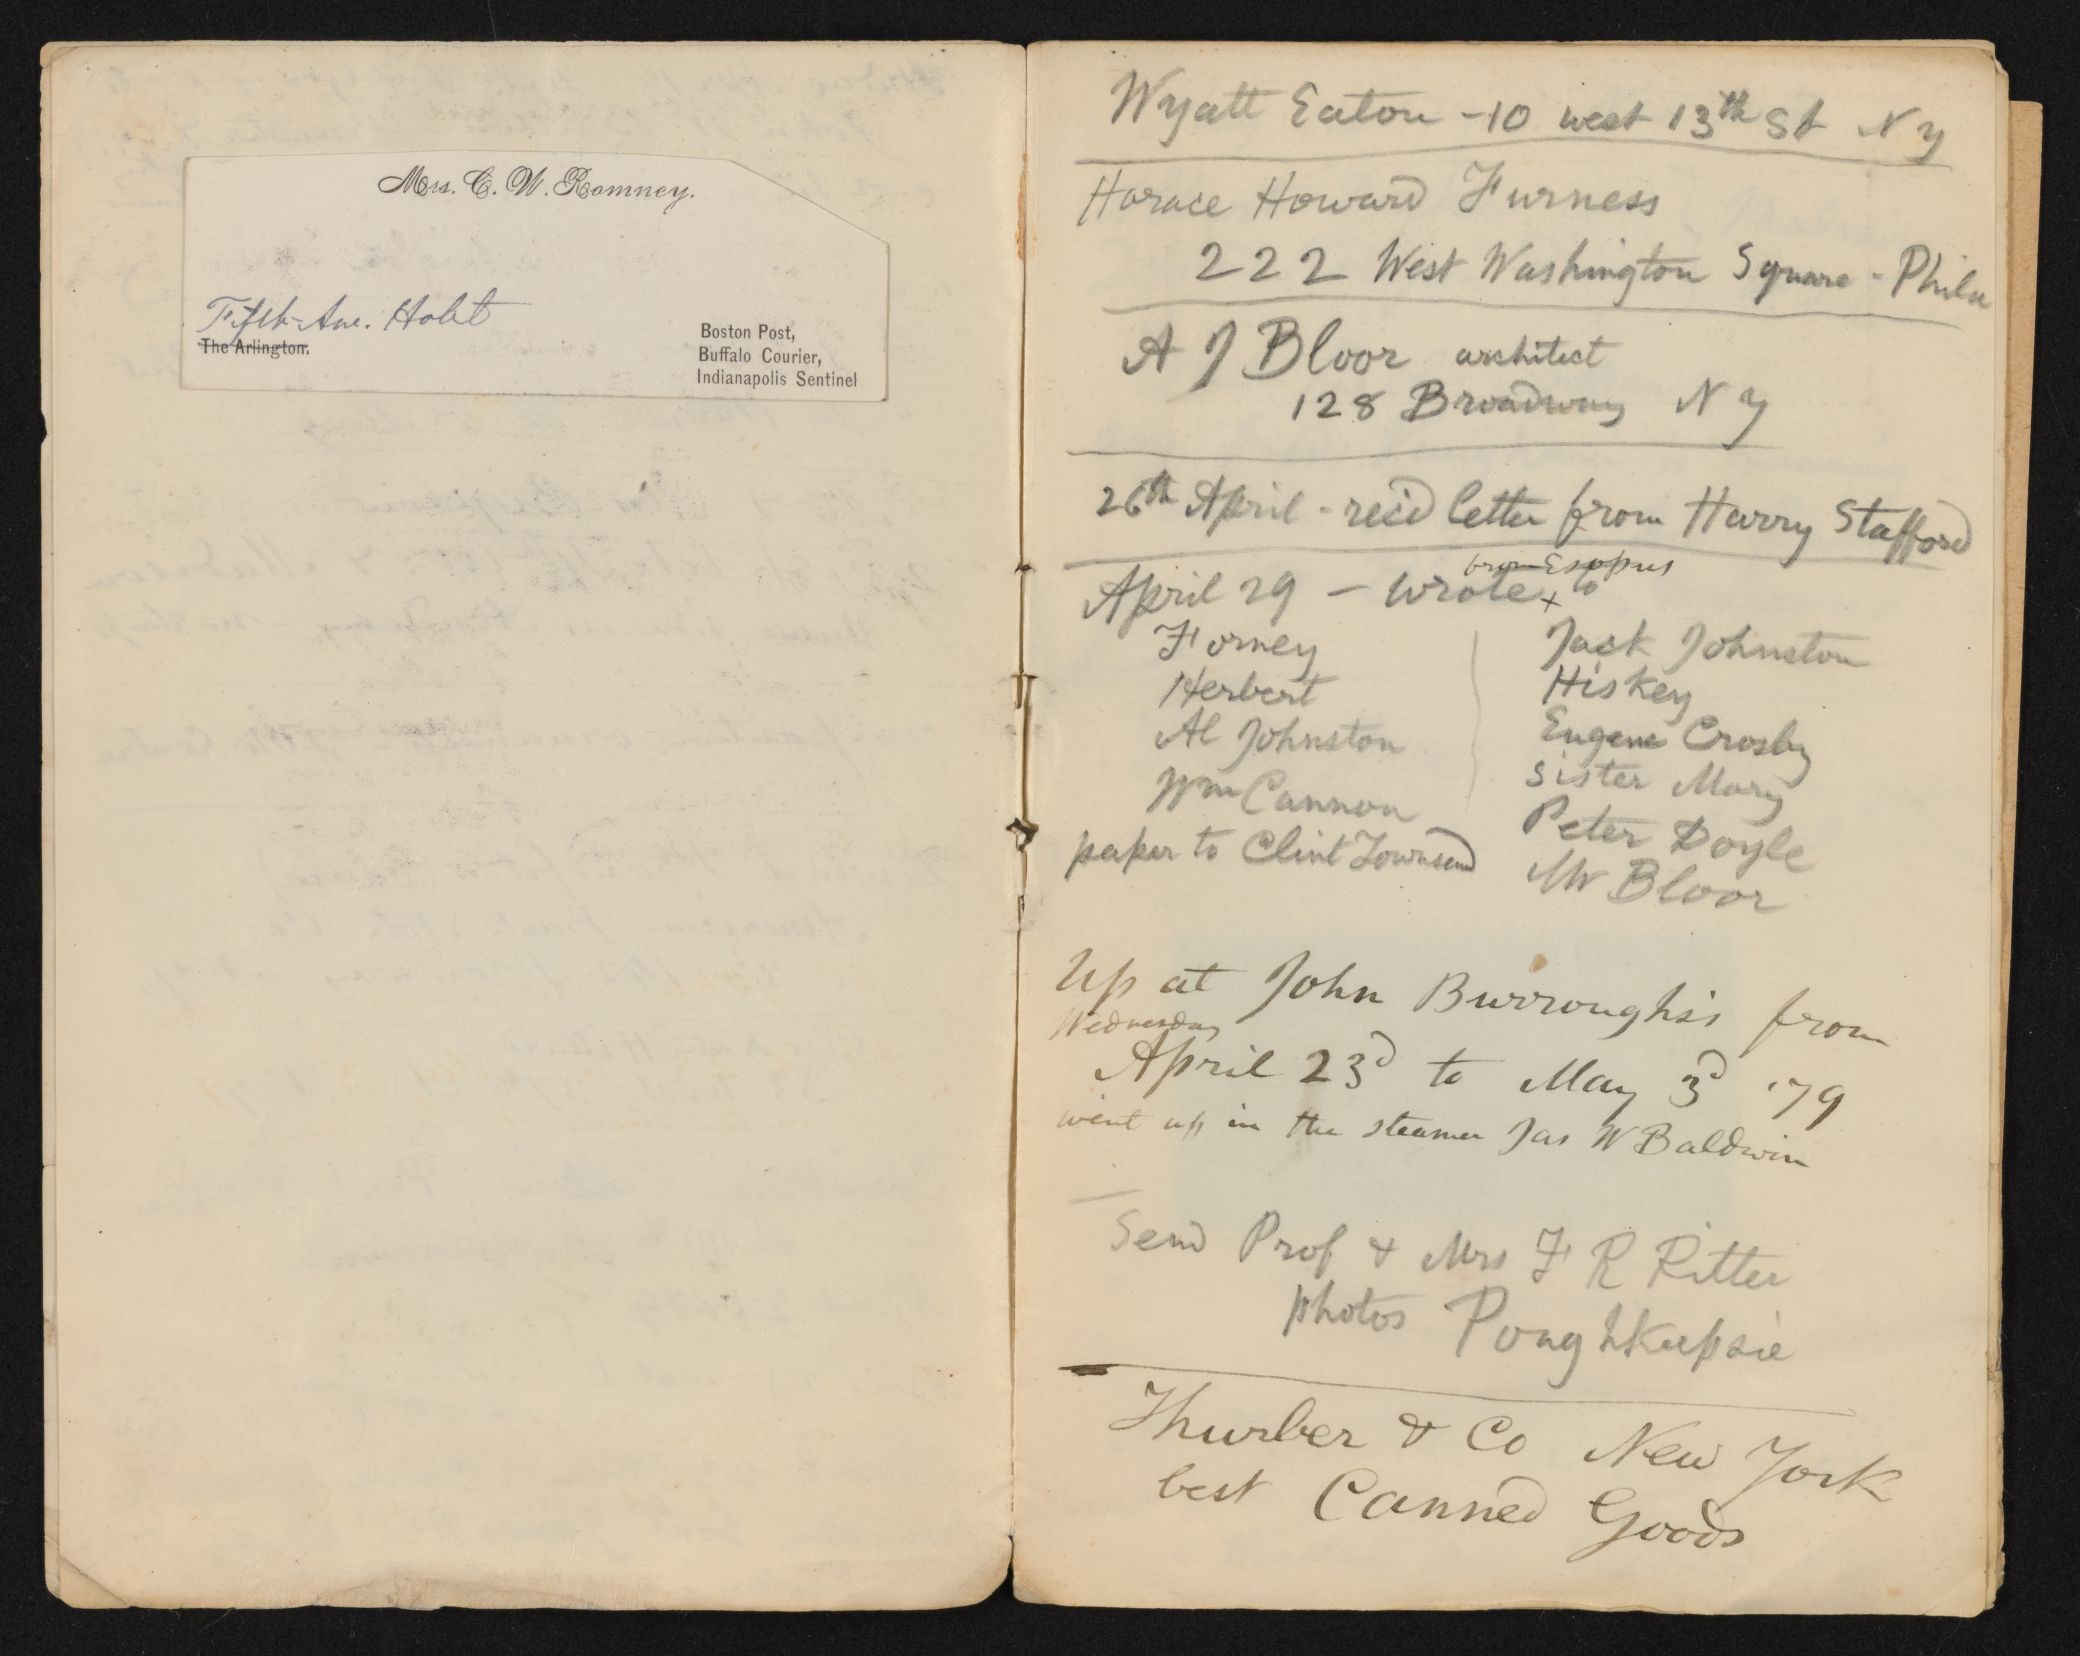 Mrs. C. W. Romney.
Fifth-Ave. Hotel
The Arlington.
Boston Post,
Buffalo Courier,
Indianapolis Sentinel
Wyatt Eaton - 10 west 13th St N Y
Horace Howard Furness
222 West Washington Square - Phila
A J Bloor architect
128 Broadway N Y
26th April - rec'd letter from Harry Stafford
from Esopus
April 29 - wrote to
Forney
Herbert
Al Johnston
Wm Cannon
paper to Clint Townsend
Jack Johnston
Hiskey
Eugene Crosby
Sister Mary
Peter Doyle
Mr Bloor
Up at John Burroughs's from
Wednesday
April 23d to May 3d '79
went up in the steamer Jas W Baldwin
Send Prof & Mrs F R Ritter
photos Poughkeepsie
Thurber & Co New York
best Canned Goods